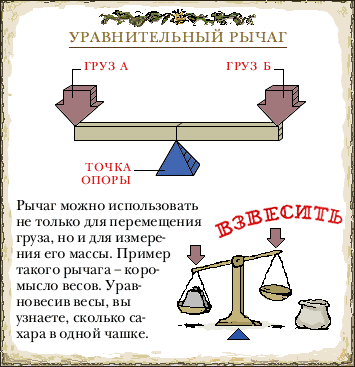 УРАВНИТЕЛЬНЫЙ РЫЧАГ
ГРУЗ А
ГРУЗ Б
ТОЧКА
ОПОРЫ
Рычаг можно использовать
не только для перемещения
груза, но и для измере-
ния его массы. Пример
такого рычага – коро-
мысло весов. Урав-
новесив весы, вы
узнаете, сколько са-
хара в одной чашке.
ВЗВЕСИТЬ